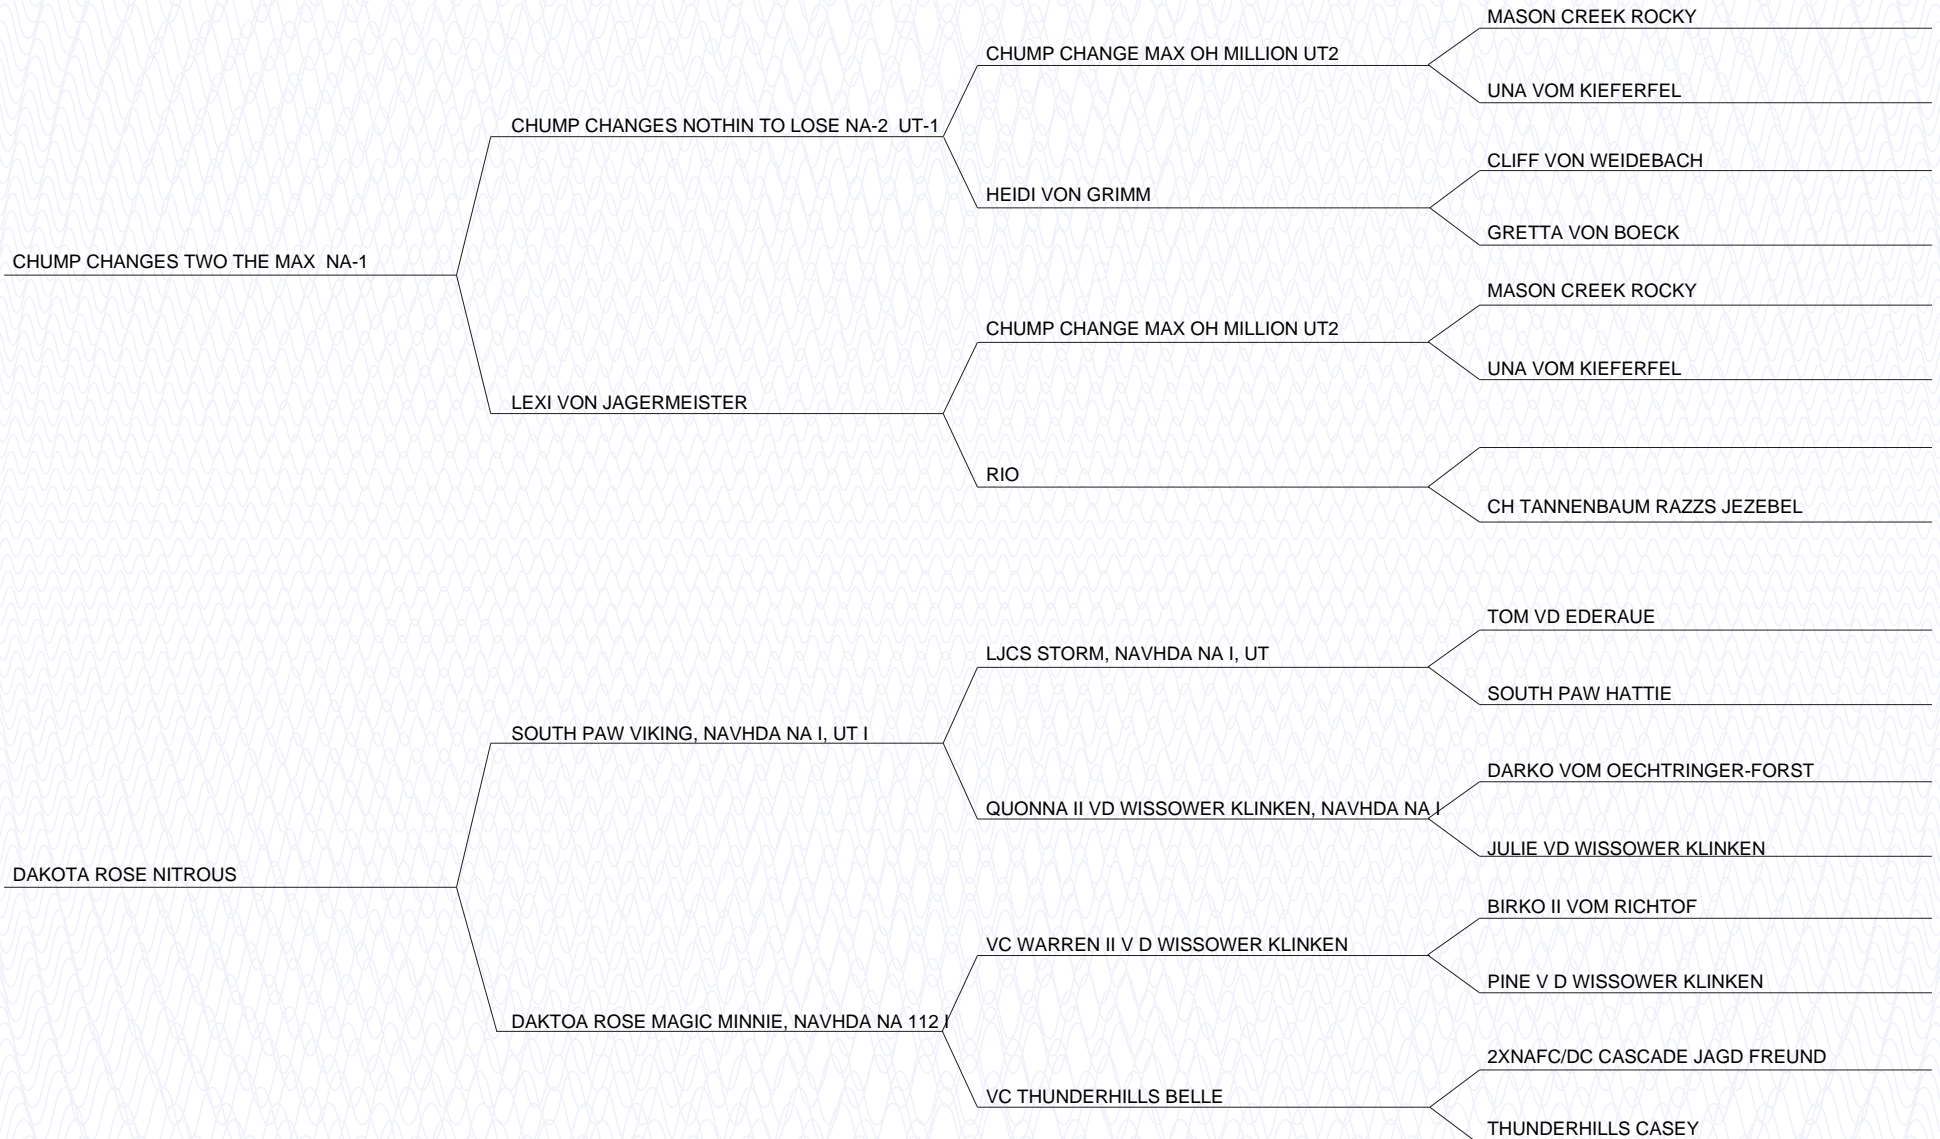 MASON CREEK ROCKY
CHUMP CHANGE MAX OH MILLION UT2
UNA VOM KIEFERFEL
CHUMP CHANGES NOTHIN TO LOSE NA-2  UT-1
CLIFF VON WEIDEBACH
HEIDI VON GRIMM
GRETTA VON BOECK
CHUMP CHANGES TWO THE MAX  NA-1
MASON CREEK ROCKY
CHUMP CHANGE MAX OH MILLION UT2
UNA VOM KIEFERFEL
LEXI VON JAGERMEISTER
RIO
CH TANNENBAUM RAZZS JEZEBEL
TOM VD EDERAUE
LJCS STORM, NAVHDA NA I, UT
SOUTH PAW HATTIE
SOUTH PAW VIKING, NAVHDA NA I, UT I
DARKO VOM OECHTRINGER-FORST
QUONNA II VD WISSOWER KLINKEN, NAVHDA NA I
JULIE VD WISSOWER KLINKEN
DAKOTA ROSE NITROUS
BIRKO II VOM RICHTOF
VC WARREN II V D WISSOWER KLINKEN
PINE V D WISSOWER KLINKEN
DAKTOA ROSE MAGIC MINNIE, NAVHDA NA 112 I
2XNAFC/DC CASCADE JAGD FREUND
VC THUNDERHILLS BELLE
THUNDERHILLS CASEY